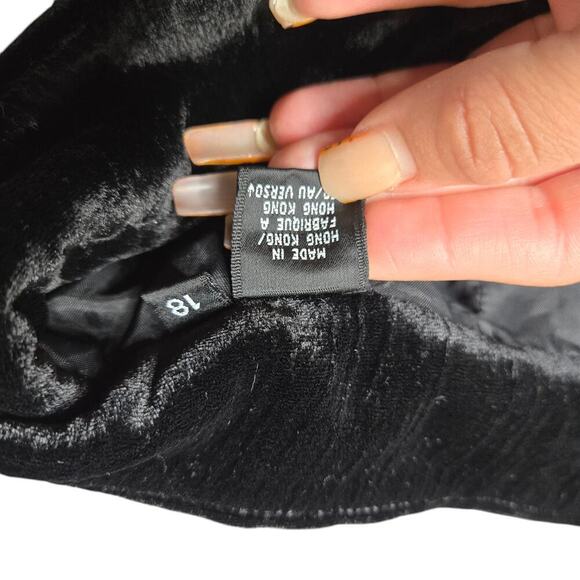 MADE IN
HONG KONG/
FABRIQUE A
HONG KONG
/AU VERSO
18